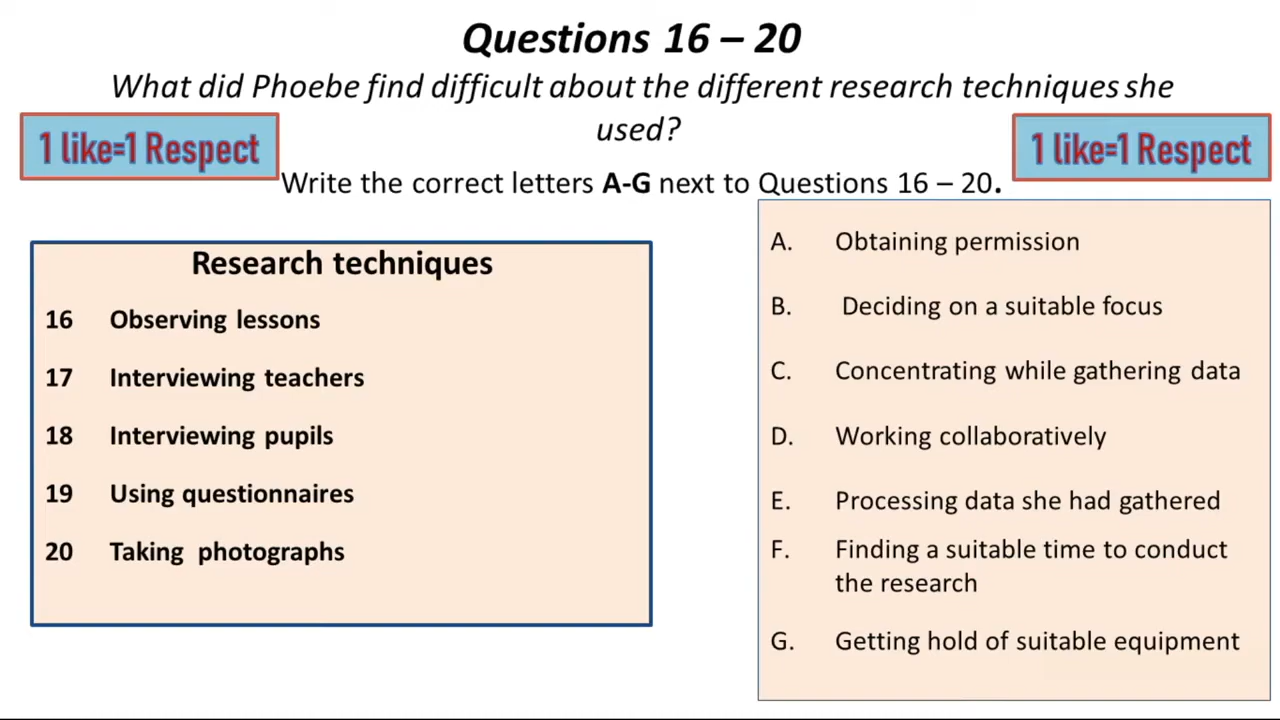 Questions 16 – 20
What did Phoebe find difficult about the different research techniques she
used?
1 like=1 Respect
1 like=1 Respect
Write the correct letters A-G next to Questions 16 – 20.
Research techniques
16 Observing lessons
17 Interviewing teachers
18 Interviewing pupils
19 Using questionnaires
20 Taking photographs
A. Obtaining permission
B. Deciding on a suitable focus
C. Concentrating while gathering data
D. Working collaboratively
E. Processing data she had gathered
F. Finding a suitable time to conduct
the research
G. Getting hold of suitable equipment